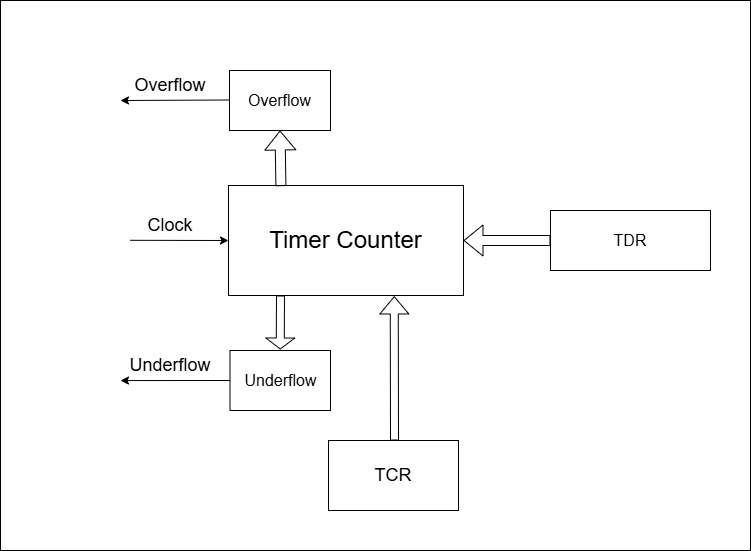 Overflow
Overflow
Clock
Timer Counter
TDR
Underflow
Underflow
TCR